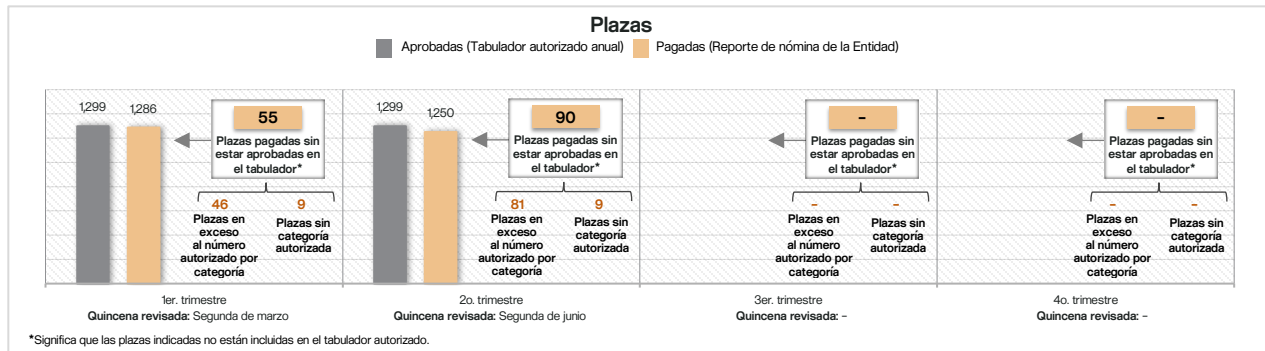 Plazas
Aprobadas (Tabulador autorizado anual) Pagadas (Reporte de nómina de la Entidad)
1,299
1,286
55
Plazas pagadas sin
estar aprobadas en
el tabulador*
46
Plazas en
exceso
al número
autorizado por
categoría
9
Plazas sin
categoría
autorizada
1,299
1,250
90
Plazas pagadas sin
estar aprobadas en
el tabulador*
81
Plazas en
exceso
al número
autorizado por
categoría
9
Plazas sin
categoría
autorizada
–
Plazas pagadas sin
estar aprobadas en
el tabulador*
–
Plazas en
exceso
al número
autorizado por
categoría
–
Plazas sin
categoría
autorizada
–
Plazas pagadas sin
estar aprobadas en
el tabulador*
–
Plazas en
exceso
al número
autorizado por
categoría
–
Plazas sin
categoría
autorizada
1er. trimestre
Quincena revisada: Segunda de marzo
2o. trimestre
Quincena revisada: Segunda de junio
3er. trimestre
Quincena revisada: –
4o. trimestre
Quincena revisada: –
*Significa que las plazas indicadas no están incluidas en el tabulador autorizado.